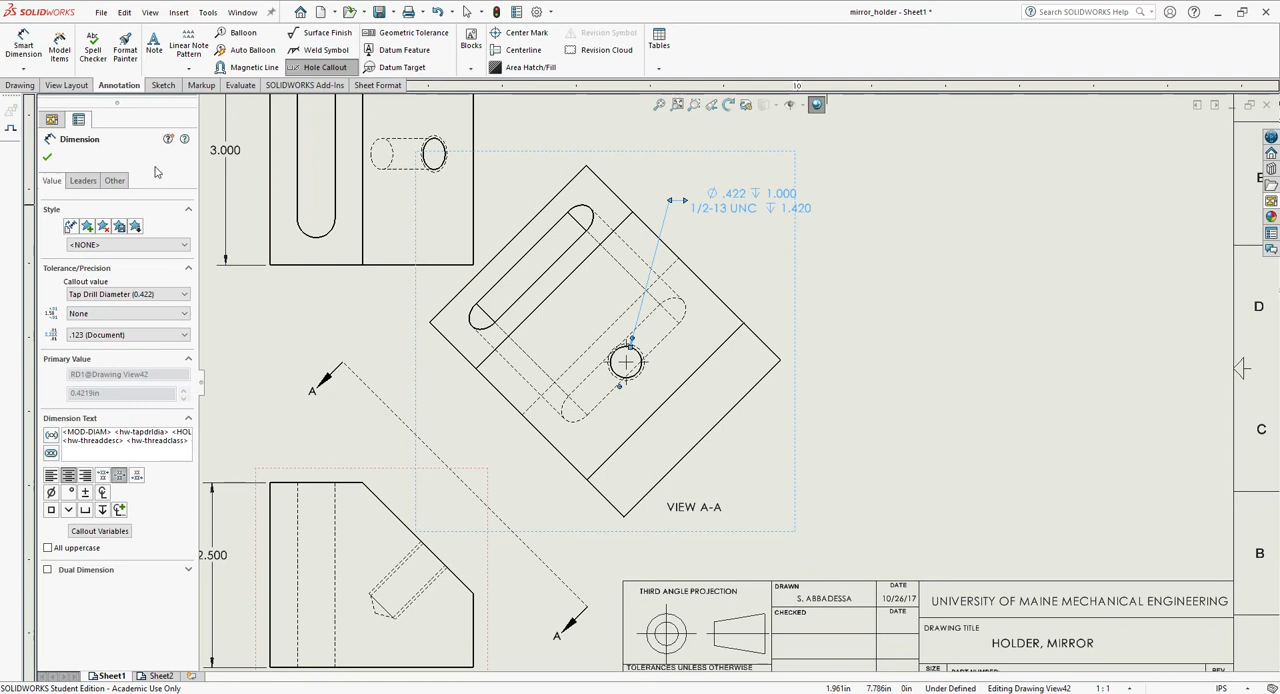 SOLIDWORKS
File
Edit
View
Insert
Tools
Window
mirror_holder - Sheet1 *
Search SOLIDWORKS Help
Smart Dimension
Model Items
Spell Checker
Format Painter
Note
Linear Note Pattern
Balloon
Auto Balloon
Magnetic Line
Surface Finish
Weld Symbol
Hole Callout
Geometric Tolerance
Datum Feature
Datum Target
Blocks
Center Mark
Centerline
Area Hatch/Fill
Revision Symbol
Revision Cloud
Tables
Drawing
View Layout
Annotation
Sketch
Markup
Evaluate
SOLIDWORKS Add-Ins
Sheet Format
10
Dimension
Value
Leaders
Other
Style
<NONE>
Tolerance/Precision
Callout value
Tap Drill Diameter (0.422)
None
.123 (Document)
Primary Value
RD1@Drawing View42
0.4219in
Dimension Text
<MOD-DIAM> <hw-tapdrldia> <HOL
<hw-threaddesc> <hw-threadclass>
Callout Variables
All uppercase
Dual Dimension
3.000
Ø .422 ↧ 1.000
1/2-13 UNC ↧ 1.420
A
VIEW A-A
2.500
A
E
D
C
B
THIRD ANGLE PROJECTION
TOLERANCES UNLESS OTHERWISE
DRAWN
S. ABBADESSA
DATE
10/26/17
CHECKED
DATE
UNIVERSITY OF MAINE MECHANICAL ENGINEERING
DRAWING TITLE
HOLDER, MIRROR
SIZE
PART NUMBER
REV
Sheet1
Sheet2
SOLIDWORKS Student Edition - Academic Use Only
1.961in
7.786in
0in
Under Defined
Editing Drawing View42
1 : 1
IPS